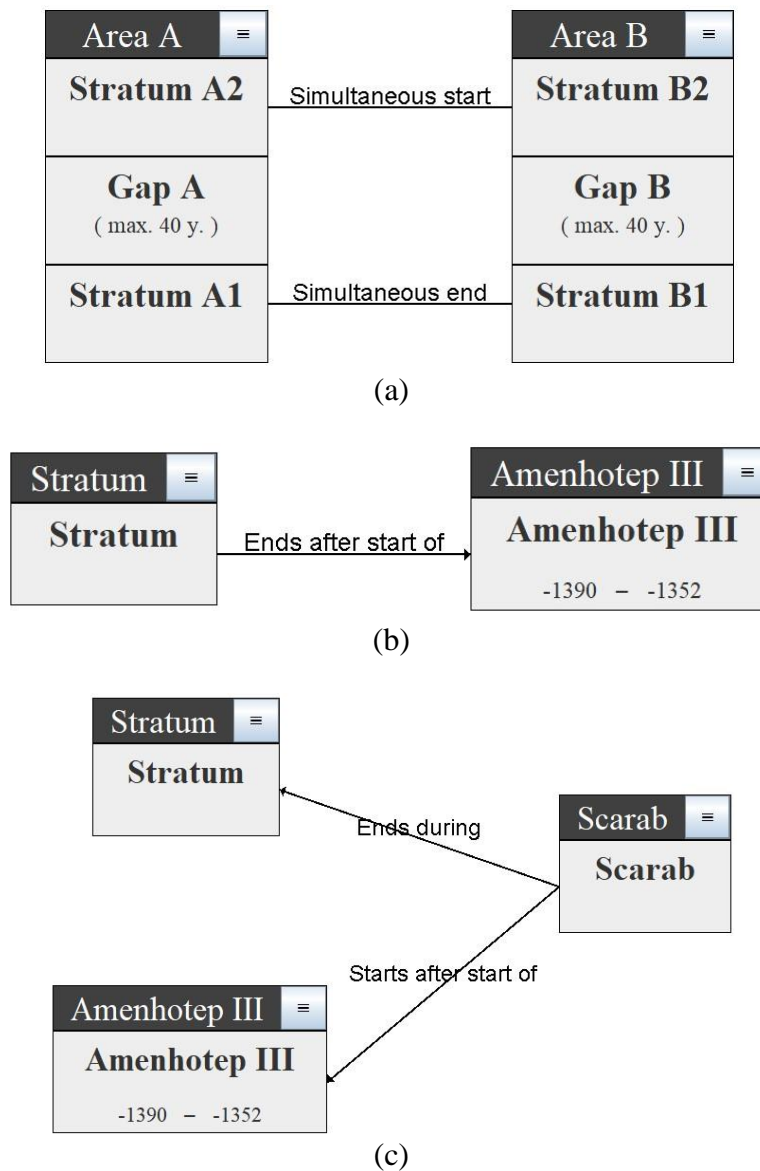 Area A ≡ Area B ≡
Stratum A2 Simultaneous start Stratum B2
Gap A Gap B
( max. 40 y. ) ( max. 40 y. )
Stratum A1 Simultaneous end Stratum B1
(a)
Stratum ≡ Amenhotep III ≡
Stratum Ends after start of Amenhotep III
-1390 – -1352
(b)
Stratum ≡
Stratum
Ends during
Scarab ≡
Scarab
Starts after start of
Amenhotep III ≡
Amenhotep III
-1390 – -1352
(c)